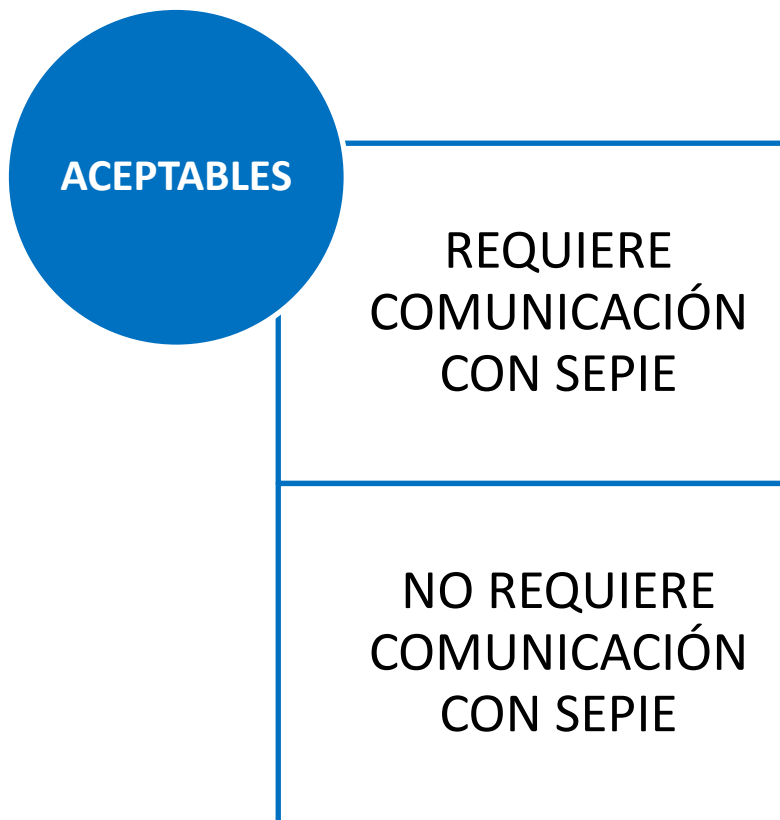 ACEPTABLES
REQUIERE
COMUNICACIÓN
CON SEPIE
NO REQUIERE
COMUNICACIÓN
CON SEPIE